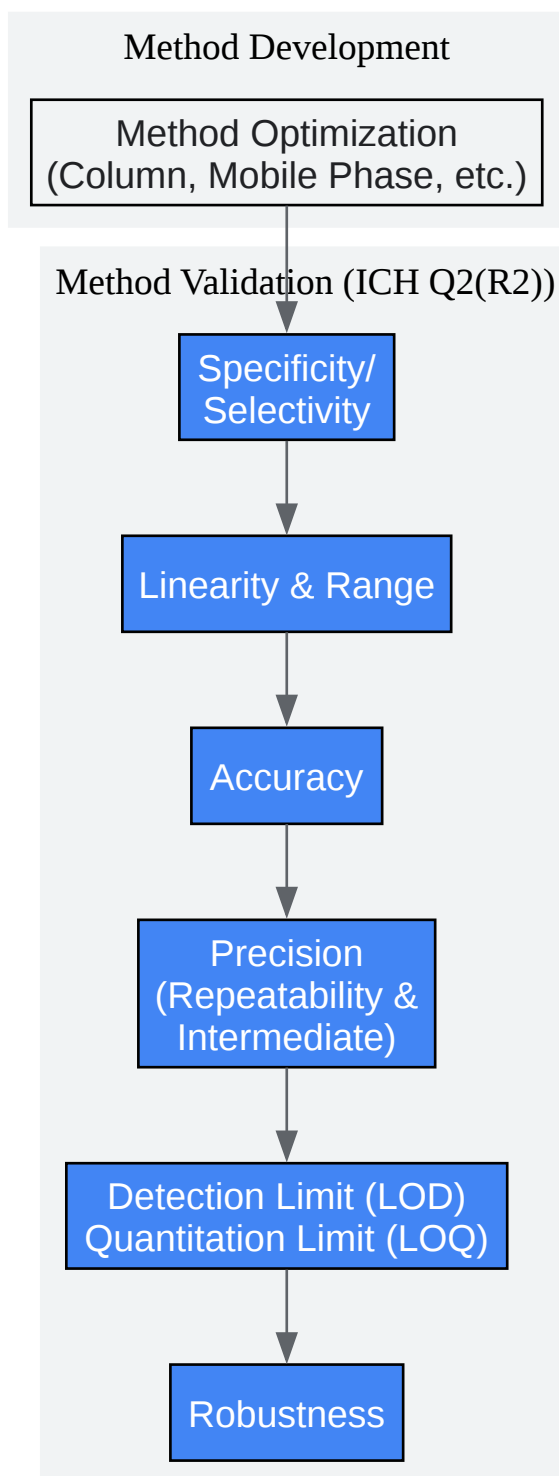 Method Development
Method Optimization
(Column, Mobile Phase, etc.)
Method Validation (ICH Q2(R2))
Specificity/
Selectivity
Linearity & Range
Accuracy
Precision
(Repeatability &
Intermediate)
Detection Limit (LOD)
Quantitation Limit (LOQ)
Robustness